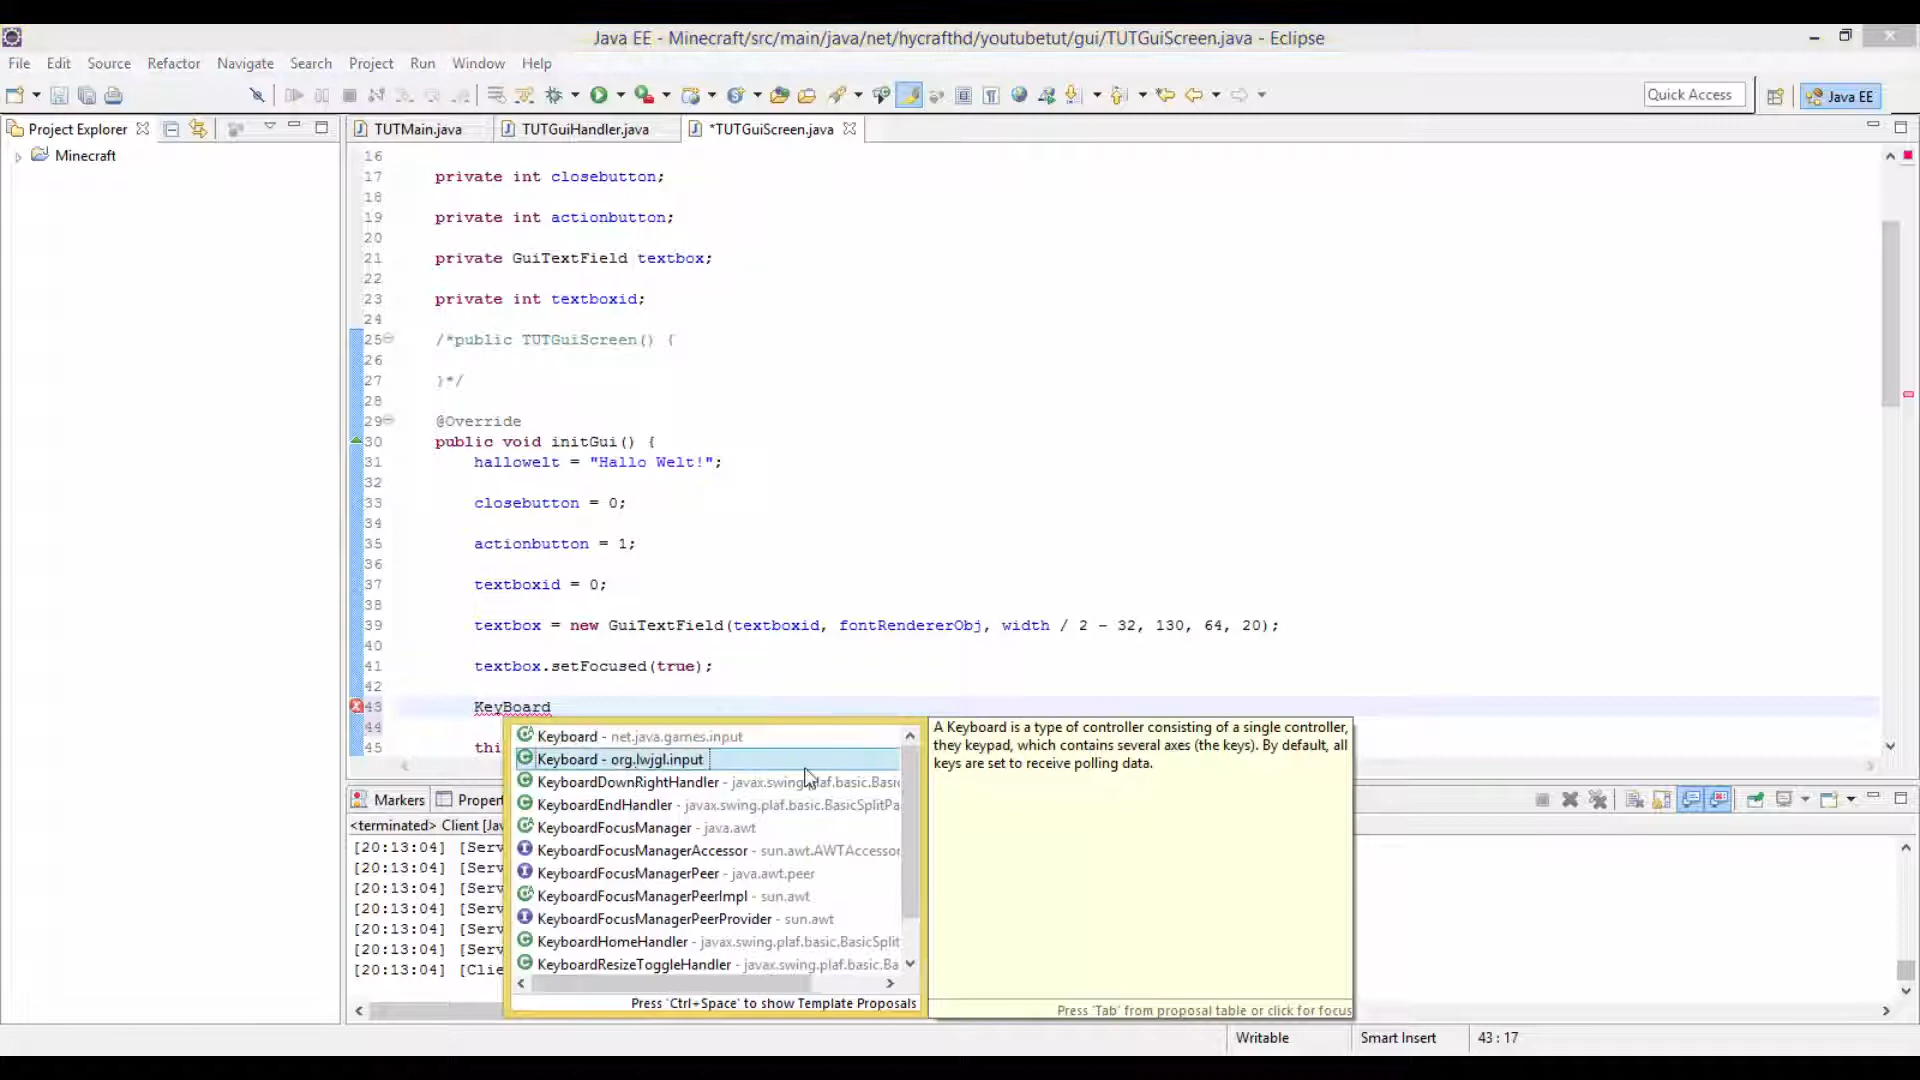 Java EE - Minecraft/src/main/java/net/hycrafthd/youtubetut/gui/TUTGuiScreen.java - Eclipse
File Edit Source Refactor Navigate Search Project Run Window Help
Quick Access
Java EE
Project Explorer
TUTMain.java
TUTGuiHandler.java
*TUTGuiScreen.java
Minecraft
16
17 private int closebutton;
18
19 private int actionbutton;
20
21 private GuiTextField textbox;
22
23 private int textboxid;
24
25 /*public TUTGuiScreen() {
26
27 }*/
28
29 @Override
30 public void initGui() {
31 hallowelt = "Hallo Welt!";
32
33 closebutton = 0;
34
35 actionbutton = 1;
36
37 textboxid = 0;
38
39 textbox = new GuiTextField(textboxid, fontRendererObj, width / 2 - 32, 130, 64, 20);
40
41 textbox.setFocused(true);
42
43 KeyBoard
44
45 thi
Keyboard - net.java.games.input
Keyboard - org.lwjgl.input
KeyboardDownRightHandler - javax.swing.plaf.basic.Basi
KeyboardEndHandler - javax.swing.plaf.basic.BasicSplitPa
KeyboardFocusManager - java.awt
KeyboardFocusManagerAccessor - sun.awt.AWTAccessor
KeyboardFocusManagerPeer - java.awt.peer
KeyboardFocusManagerPeerImpl - sun.awt
KeyboardFocusManagerPeerProvider - sun.awt
KeyboardHomeHandler - javax.swing.plaf.basic.BasicSplit
KeyboardResizeToggleHandler - javax.swing.plaf.basic.Ba
Press 'Ctrl+Space' to show Template Proposals
A Keyboard is a type of controller consisting of a single controller,
they keypad, which contains several axes (the keys). By default, all
keys are set to receive polling data.
Press 'Tab' from proposal table or click for focus
Markers
Propert
<terminated> Client [Jav
[20:13:04] [Serv
[20:13:04] [Serv
[20:13:04] [Serv
[20:13:04] [Serv
[20:13:04] [Serv
[20:13:04] [Serv
[20:13:04] [Clie
Writable
Smart Insert
43 : 17